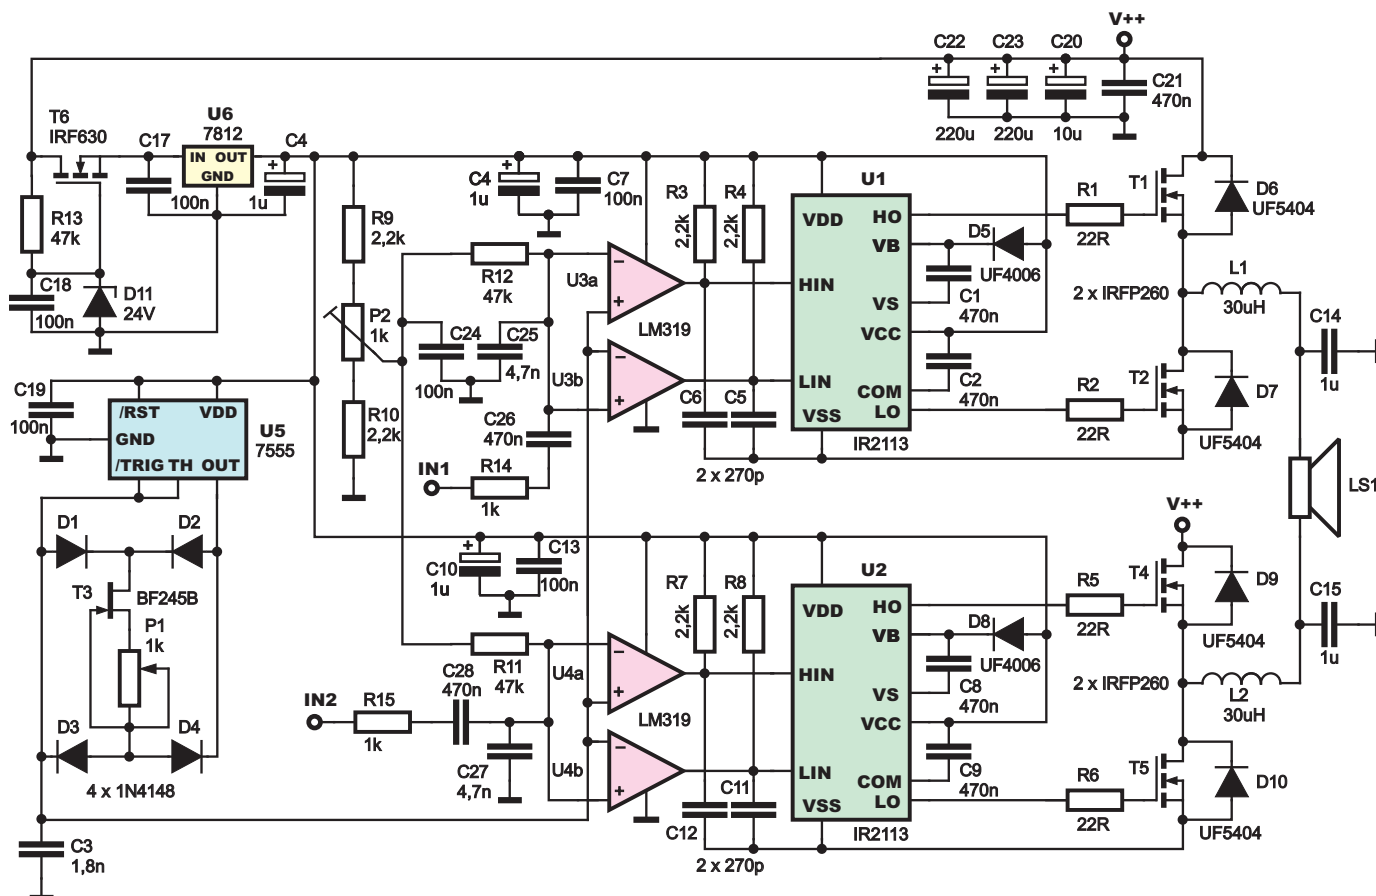 V++
C22
C23
C20
C21
470n
+
+
+
220u
220u
10u
T6
IRF630
U6
7812
C17
C4
+
IN OUT
GND
100n
1u
R13
47k
C18
100n
D11
24V
R9
2,2k
P2
1k
R10
2,2k
C4
1u
+
C7
100n
R3
2,2k
R4
2,2k
R12
47k
U3a
−
+
LM319
U3b
−
+
C24
100n
C25
4,7n
C26
470n
IN1
R14
1k
C6
C5
2 x 270p
U1
VDD
HO
VB
HIN
VS
VCC
LIN
COM
VSS
LO
IR2113
D5
UF4006
C1
470n
C2
470n
R1
22R
T1
D6
UF5404
2 x IRFP260
L1
30uH
R2
22R
T2
D7
UF5404
C14
1u
LS1
C19
100n
/RST
VDD
GND
/TRIG TH OUT
U5
7555
D1
D2
T3
BF245B
P1
1k
D3
D4
4 x 1N4148
C3
1,8n
+
C10
1u
C13
100n
R7
2,2k
R8
2,2k
R11
47k
U4a
−
+
LM319
U4b
−
+
IN2
R15
1k
C28
470n
C27
4,7n
C12
C11
2 x 270p
U2
VDD
HO
VB
HIN
VS
VCC
LIN
COM
VSS
LO
IR2113
D8
UF4006
C8
470n
C9
470n
V++
R5
22R
T4
D9
UF5404
2 x IRFP260
L2
30uH
C15
1u
R6
22R
T5
D10
UF5404